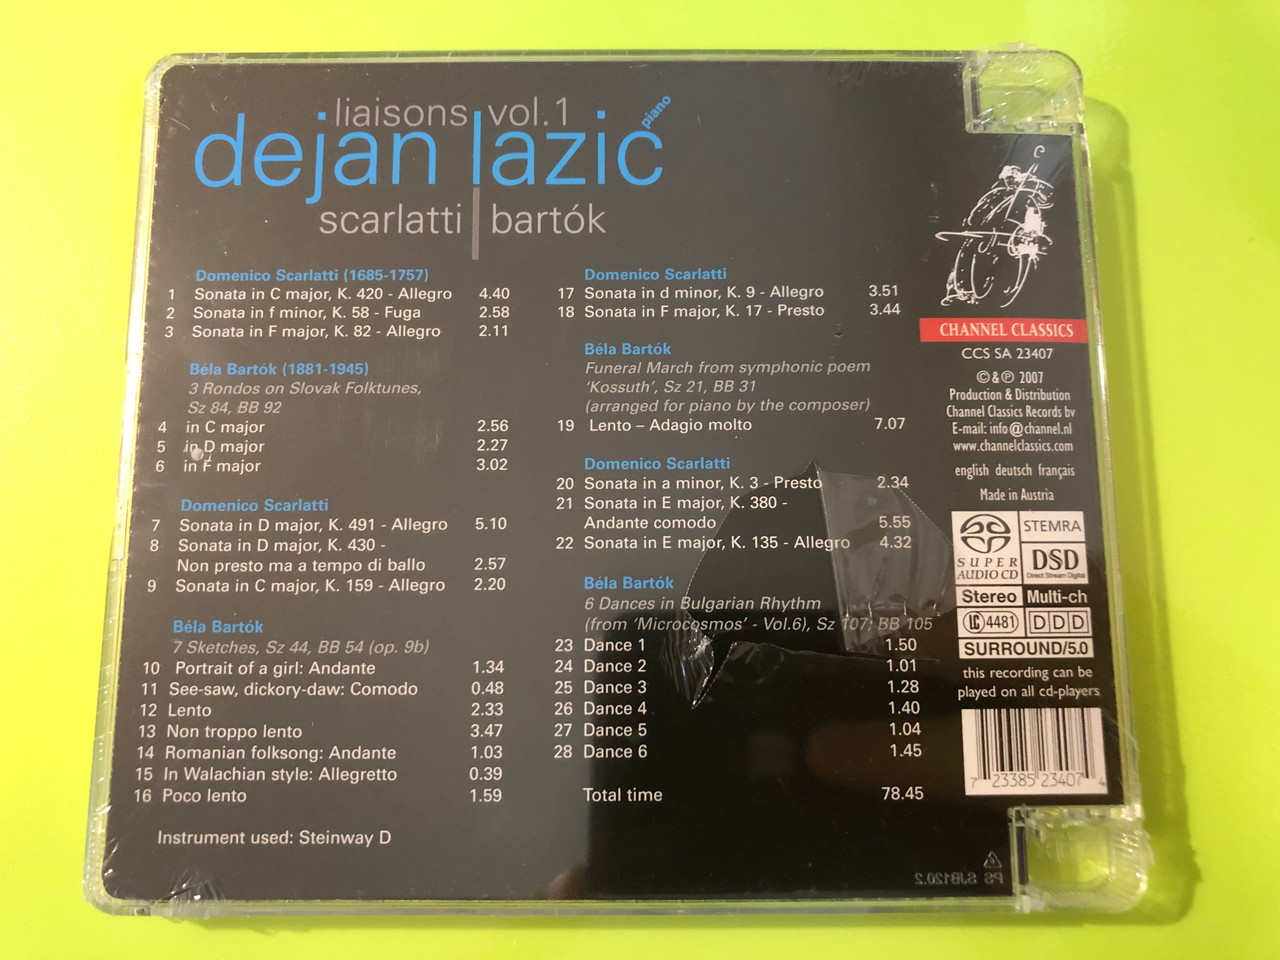 liaisons vol.1
dejan lazić piano
scarlatti bartók
Domenico Scarlatti (1685-1757)
1 Sonata in C major, K. 420 - Allegro 4.40
2 Sonata in f minor, K. 58 - Fuga 2.58
3 Sonata in F major, K. 82 - Allegro 2.11
Béla Bartók (1881-1945)
3 Rondos on Slovak Folktunes,
Sz 84, BB 92
4 in C major 2.56
5 in D major 2.27
6 in F major 3.02
Domenico Scarlatti
7 Sonata in D major, K. 491 - Allegro 5.10
8 Sonata in D major, K. 430 -
Non presto ma a tempo di ballo 2.57
9 Sonata in C major, K. 159 - Allegro 2.20
Béla Bartók
7 Sketches, Sz 44, BB 54 (op. 9b)
10 Portrait of a girl: Andante 1.34
11 See-saw, dickory-daw: Comodo 0.48
12 Lento 2.33
13 Non troppo lento 3.47
14 Romanian folksong: Andante 1.03
15 In Walachian style: Allegretto 0.39
16 Poco lento 1.59
Instrument used: Steinway D
Domenico Scarlatti
17 Sonata in d minor, K. 9 - Allegro 3.51
18 Sonata in F major, K. 17 - Presto 3.44
Béla Bartók
Funeral March from symphonic poem
'Kossuth', Sz 21, BB 31
(arranged for piano by the composer)
19 Lento – Adagio molto 7.07
Domenico Scarlatti
20 Sonata in a minor, K. 3 - Presto 2.34
21 Sonata in E major, K. 380 -
Andante comodo 5.55
22 Sonata in E major, K. 135 - Allegro 4.32
Béla Bartók
6 Dances in Bulgarian Rhythm
(from 'Microcosmos' - Vol.6), Sz 107; BB 105
23 Dance 1 1.50
24 Dance 2 1.01
25 Dance 3 1.28
26 Dance 4 1.40
27 Dance 5 1.04
28 Dance 6 1.45
Total time 78.45
CHANNEL CLASSICS
CCS SA 23407
©&℗ 2007
Production & Distribution
Channel Classics Records bv
E-mail: info@channel.nl
www.channelclassics.com
english deutsch français
Made in Austria
SUPER AUDIO CD
STEMRA
DSD
Direct Stream Digital
Stereo Multi-ch
LC 4481 DDD
SURROUND/5.0
this recording can be
played on all cd-players
7 23385 23407 4
PS SJB120.2